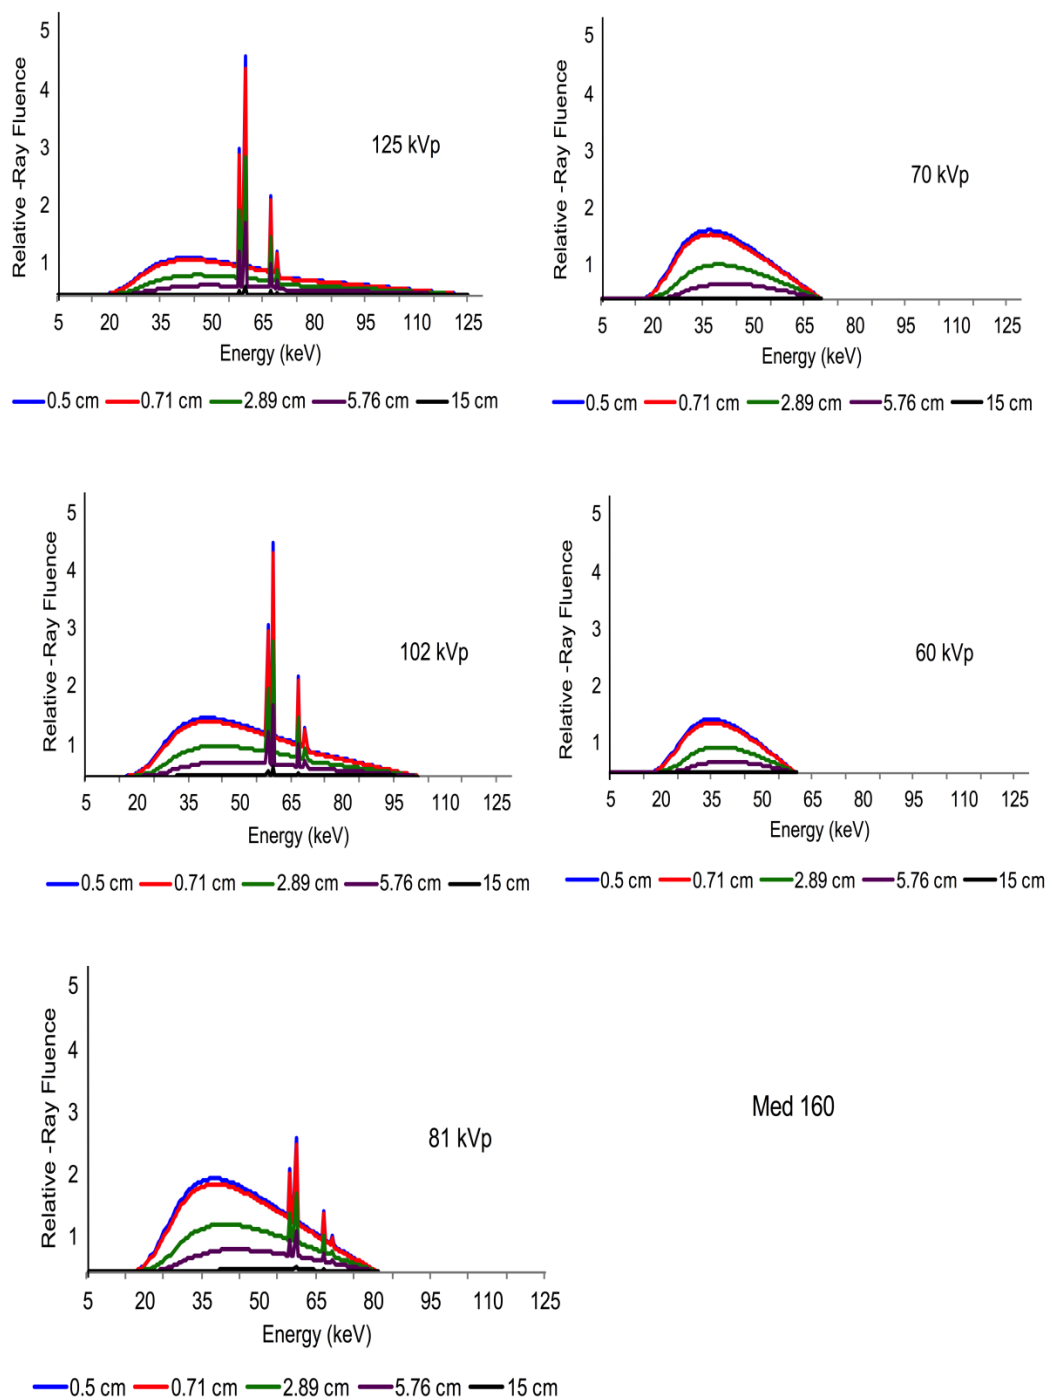 5
4
3
2
1
Relative -Ray Fluence
125 kVp
5 20 35 50 65 80 95 110 125
Energy (keV)
0.5 cm 0.71 cm 2.89 cm 5.76 cm 15 cm
5
4
3
2
1
Relative -Ray Fluence
70 kVp
5 20 35 50 65 80 95 110 125
Energy (keV)
0.5 cm 0.71 cm 2.89 cm 5.76 cm 15 cm
5
4
3
2
1
Relative -Ray Fluence
102 kVp
5 20 35 50 65 80 95 110 125
Energy (keV)
0.5 cm 0.71 cm 2.89 cm 5.76 cm 15 cm
5
4
3
2
1
Relative -Ray Fluence
60 kVp
5 20 35 50 65 80 95 110 125
Energy (keV)
0.5 cm 0.71 cm 2.89 cm 5.76 cm 15 cm
5
4
3
2
1
Relative -Ray Fluence
81 kVp
5 20 35 50 65 80 95 110 125
Energy (keV)
0.5 cm 0.71 cm 2.89 cm 5.76 cm 15 cm
Med 160